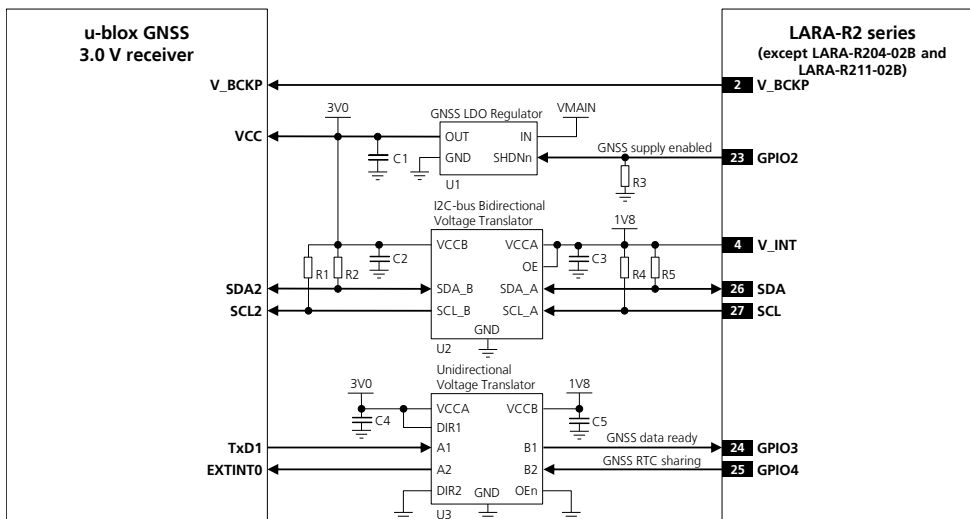 u-blox GNSS
3.0 V receiver
LARA-R2 series
(except LARA-R204-02B and
LARA-R211-02B)
V_BCKP
2 V_BCKP
3V0
GNSS LDO Regulator
VMAIN
VCC
OUT
IN
C1
GND
SHDNn
GNSS supply enabled
23 GPIO2
U1
R3
I2C-bus Bidirectional
Voltage Translator
1V8
VCCB
VCCA
4 V_INT
C2
OE
C3
R1
R2
R4
R5
SDA2
SDA_B
SDA_A
26 SDA
SCL2
SCL_B
SCL_A
27 SCL
GND
U2
Unidirectional
Voltage Translator
3V0
1V8
VCCA
VCCB
C4
DIR1
C5
TxD1
A1
B1
GNSS data ready
24 GPIO3
EXTINT0
A2
B2
GNSS RTC sharing
25 GPIO4
DIR2
GND
OEn
U3